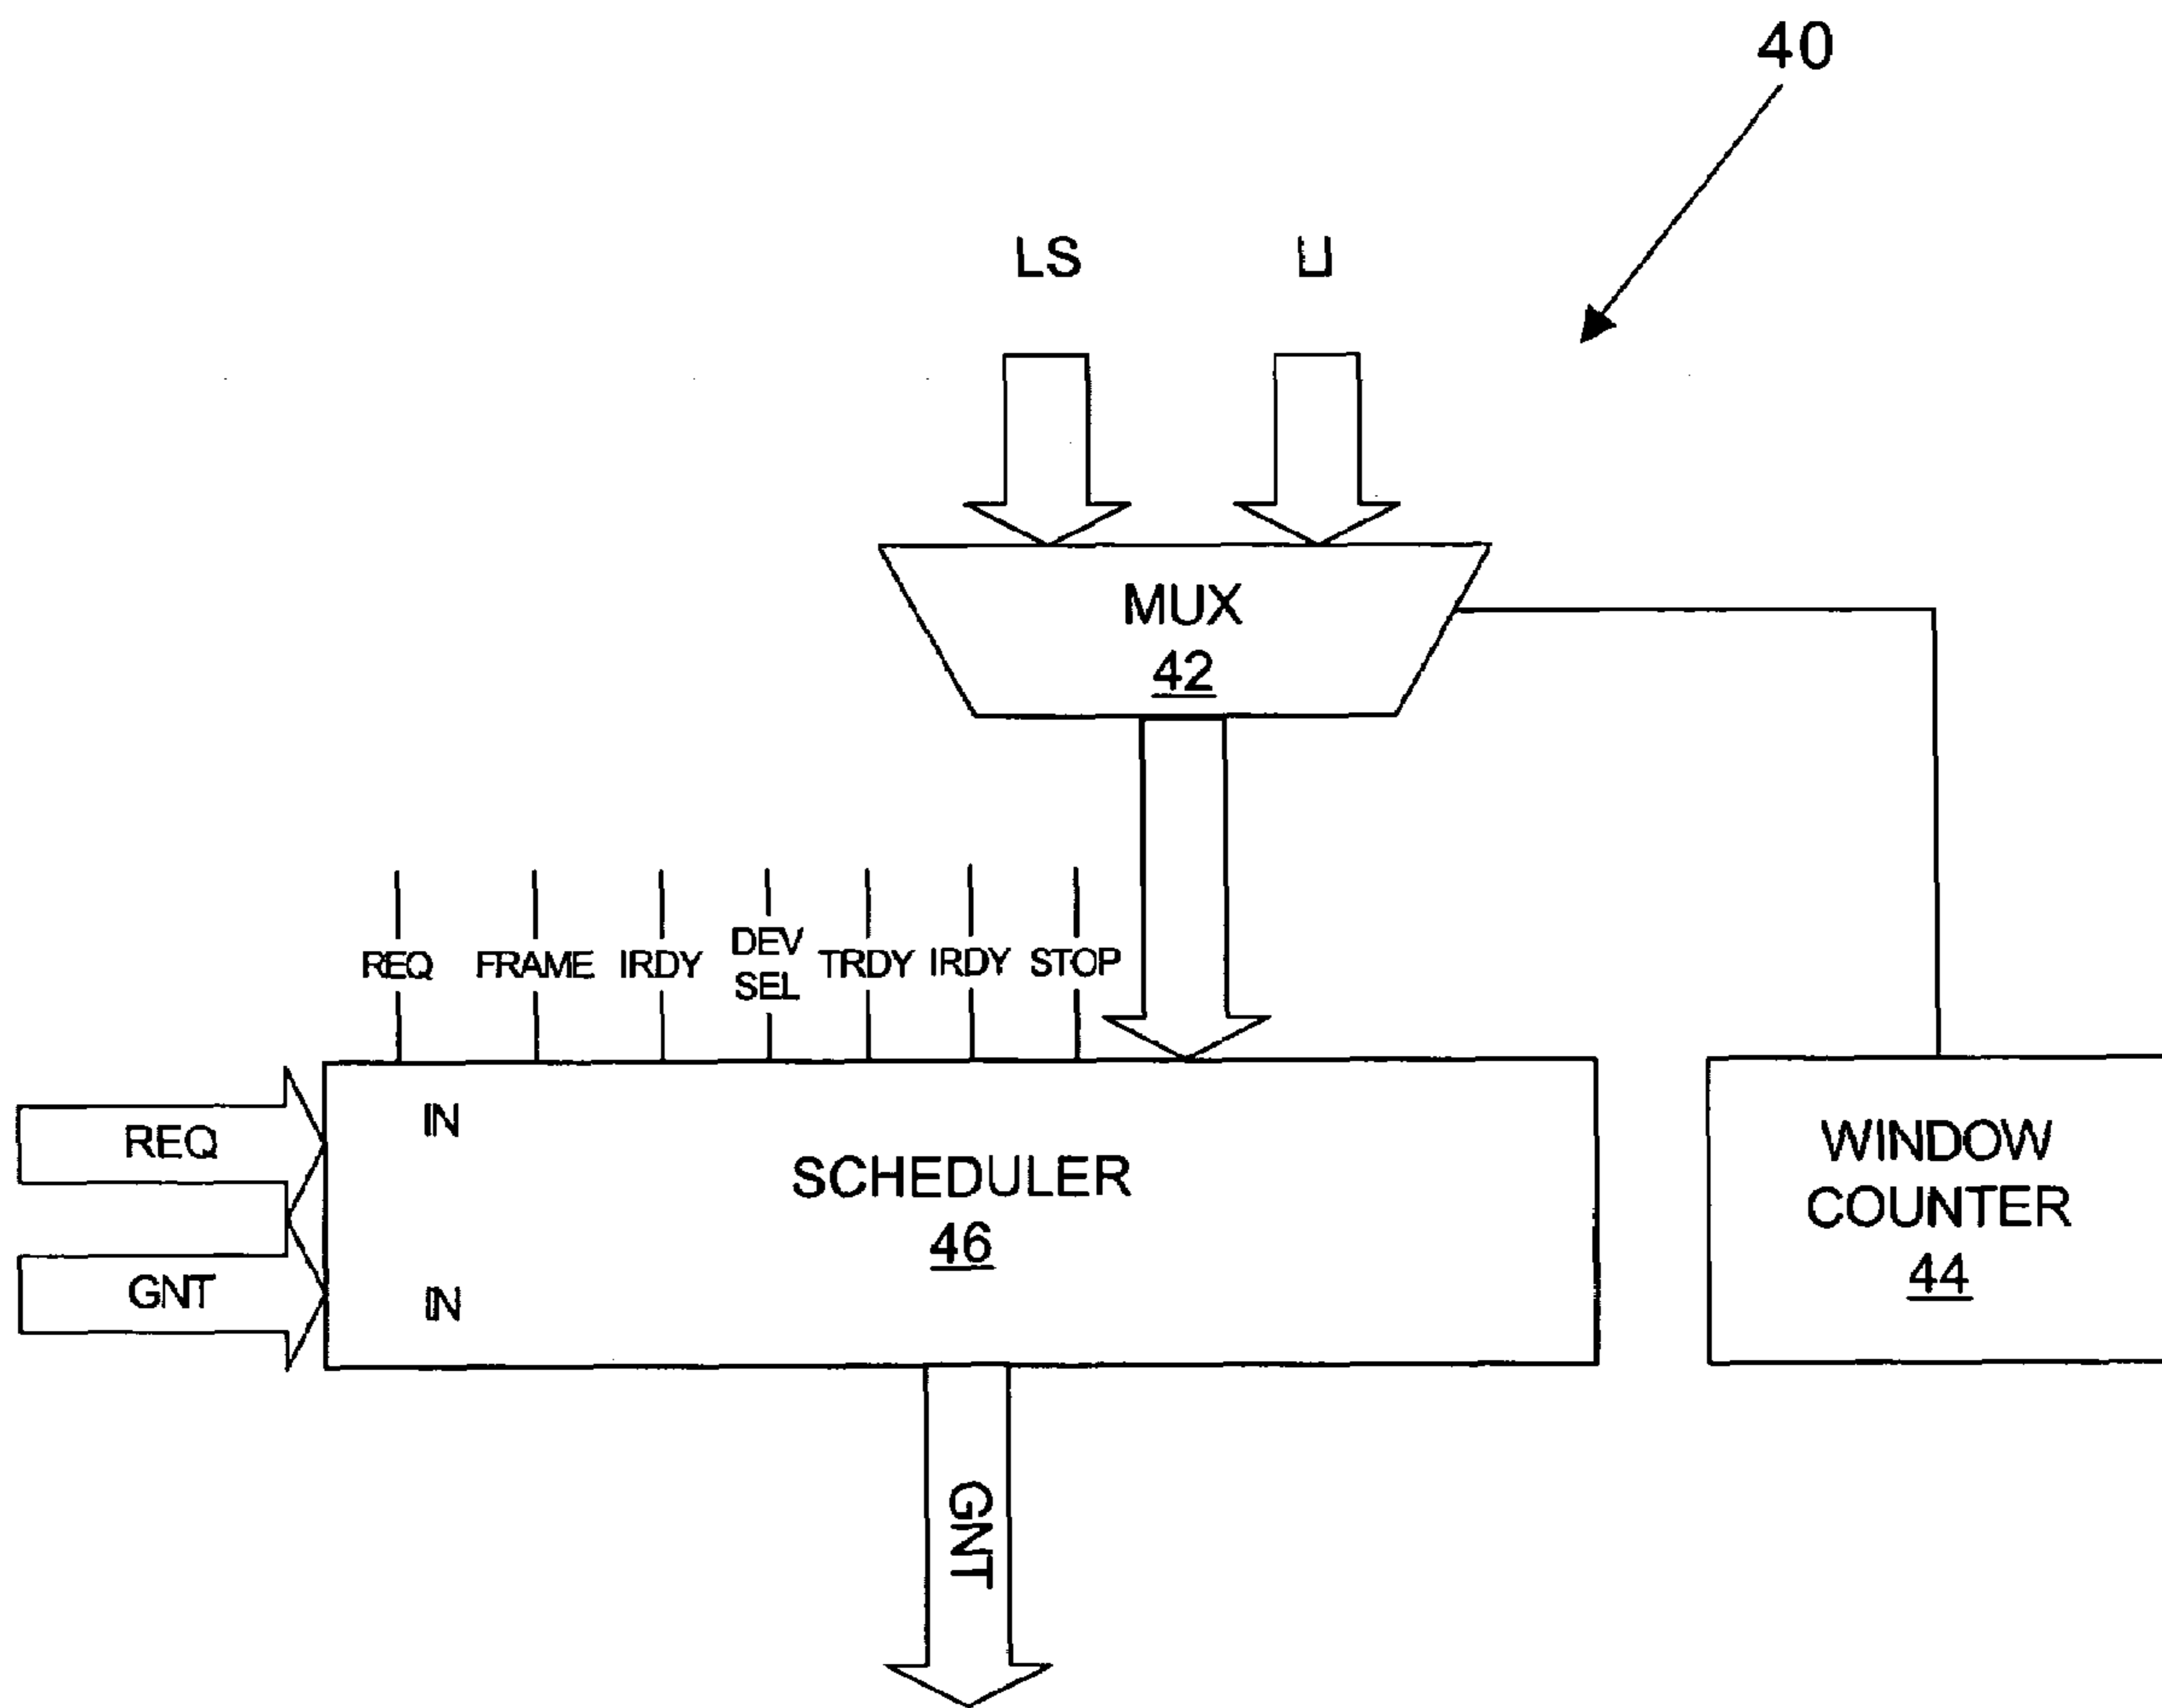 40
LS LI
MUX
42
REQ FRAME IRDY DEV SEL TRDY IRDY STOP
REQ
IN
SCHEDULER
46
GNT
IN
WINDOW
COUNTER
44
GNT